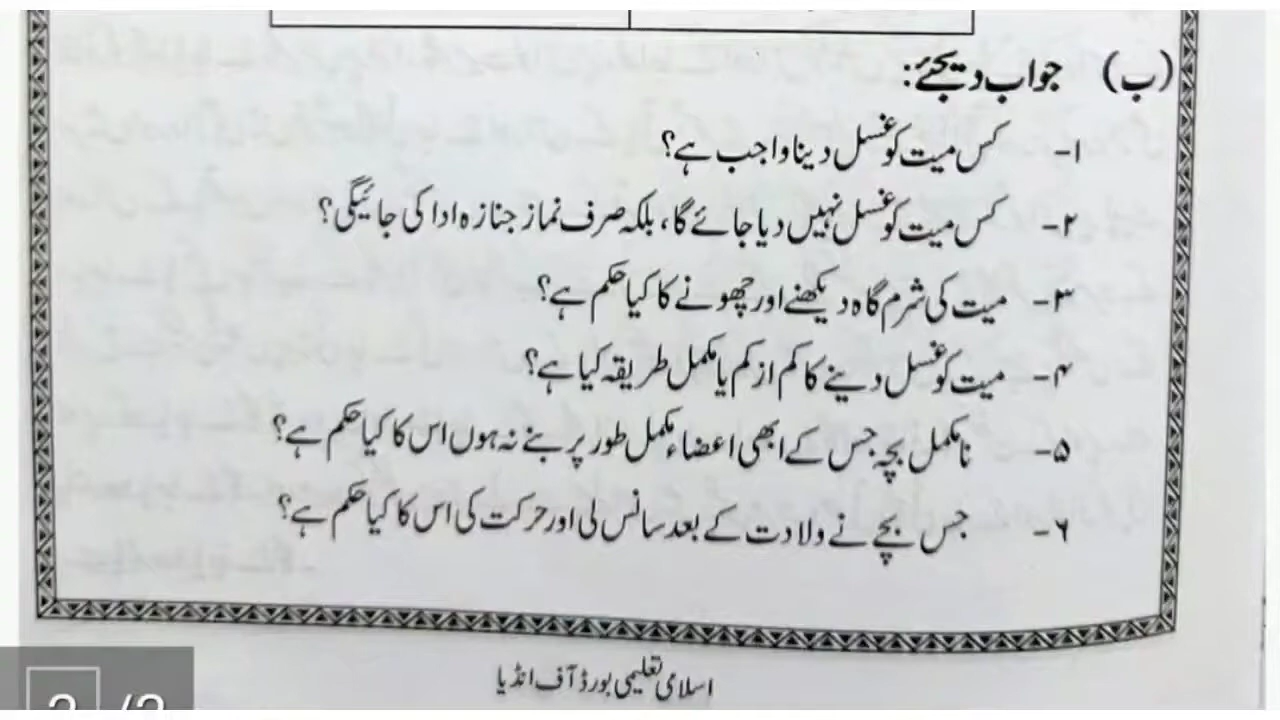 (ب) جواب دیجئے:
۱- کس میت کو غسل دینا واجب ہے؟
۲- کس میت کو غسل نہیں دیا جائے گا، بلکہ صرف نماز جنازہ ادا کی جائیگی؟
۳- میت کی شرم گاہ دیکھنے اور چھونے کا کیا حکم ہے؟
۴- میت کو غسل دینے کا کم از کم یا مکمل طریقہ کیا ہے؟
۵- نامکمل بچہ جس کے ابھی اعضاء مکمل طور پر بنے نہ ہوں اس کا کیا حکم ہے؟
۶- جس بچے نے ولادت کے بعد سانس لی اور حرکت کی اس کا کیا حکم ہے؟
اسلامی تعلیمی بورڈ آف انڈیا